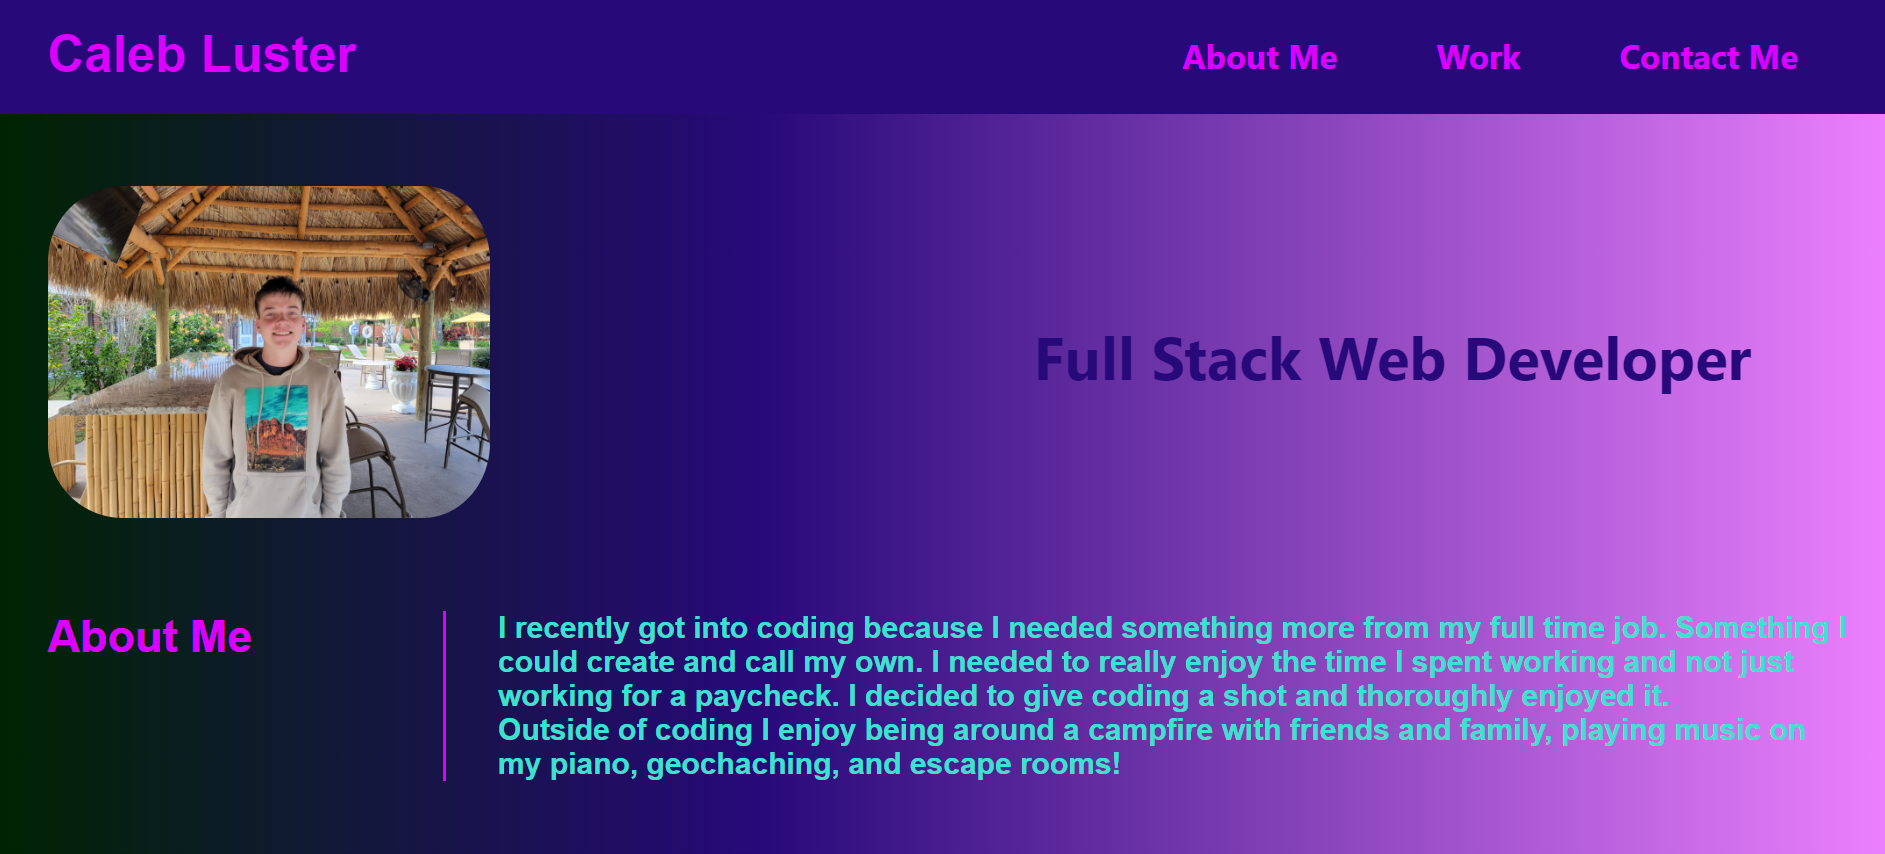 Caleb Luster
About Me
Work
Contact Me
Full Stack Web Developer
About Me
I recently got into coding because I needed something more from my full time job. Something I
could create and call my own. I needed to really enjoy the time I spent working and not just
working for a paycheck. I decided to give coding a shot and thoroughly enjoyed it.
Outside of coding I enjoy being around a campfire with friends and family, playing music on
my piano, geochaching, and escape rooms!